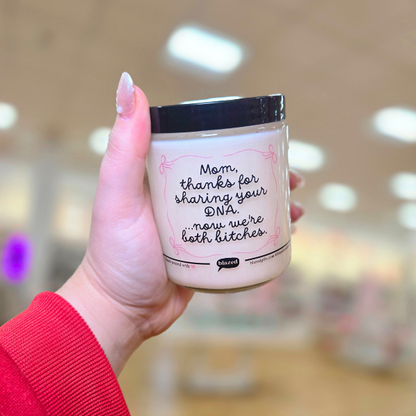 Mom,
thanks for
sharing your
DNA.
...now we're
both bitches.
blazed